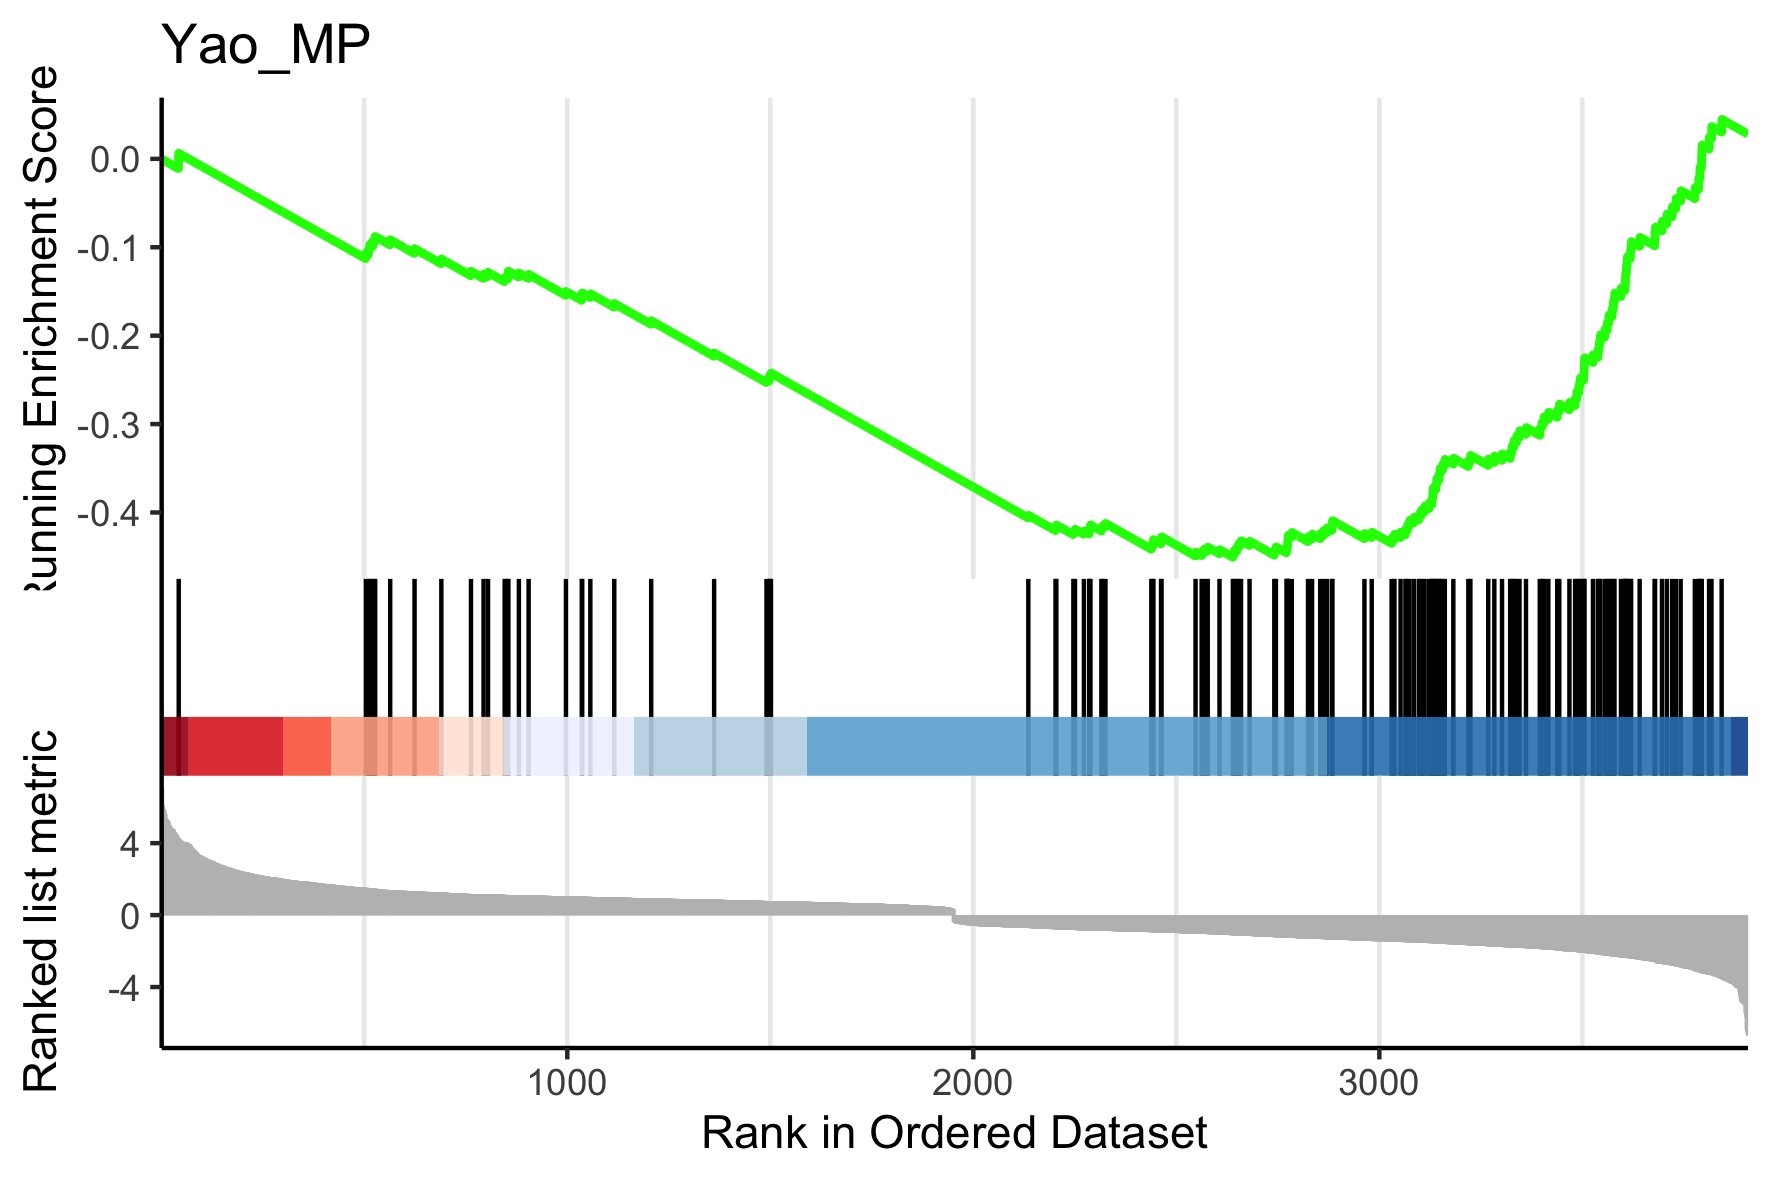 Yao_MP
Running Enrichment Score
0.0
-0.1
-0.2
-0.3
-0.4
Ranked list metric
4
0
-4
1000
2000
3000
Rank in Ordered Dataset